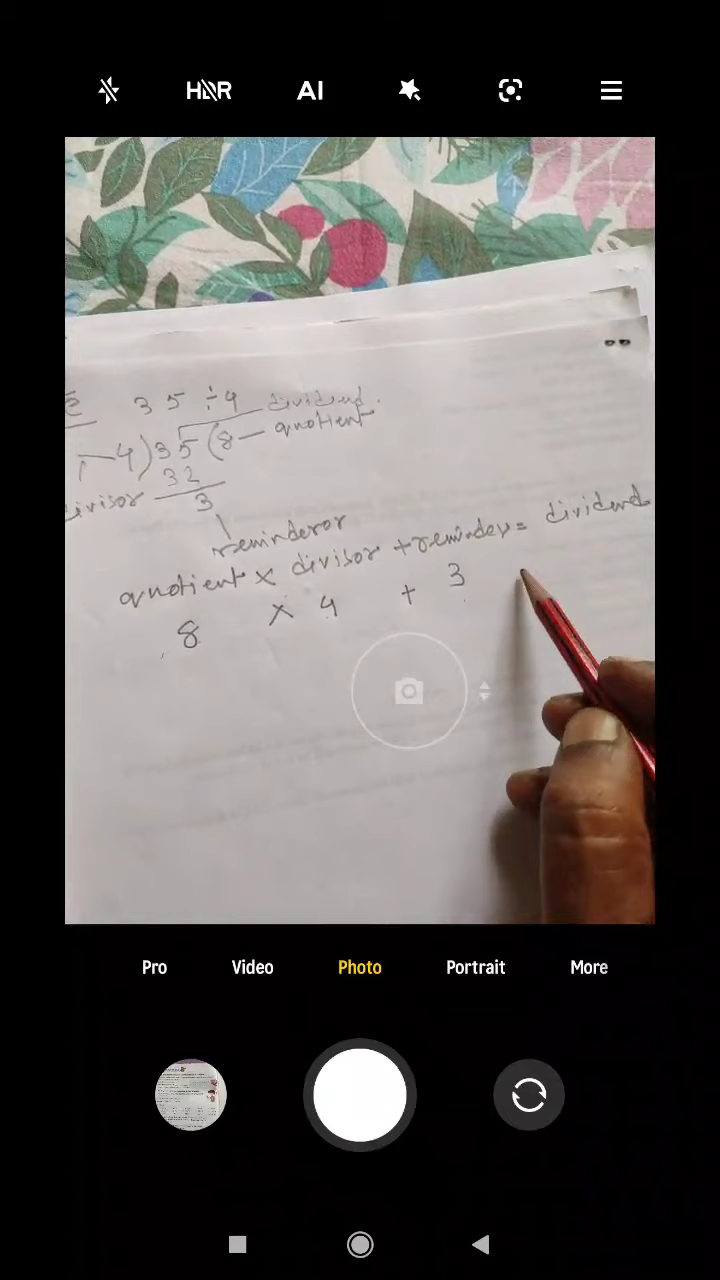 HDR AI
35 ÷ 4
dividend.
4)35(8 — quotient
32
divisor
3
reminderor
quotient × divisor + reminder = dividend
8 × 4 + 3
Pro Video Photo Portrait More